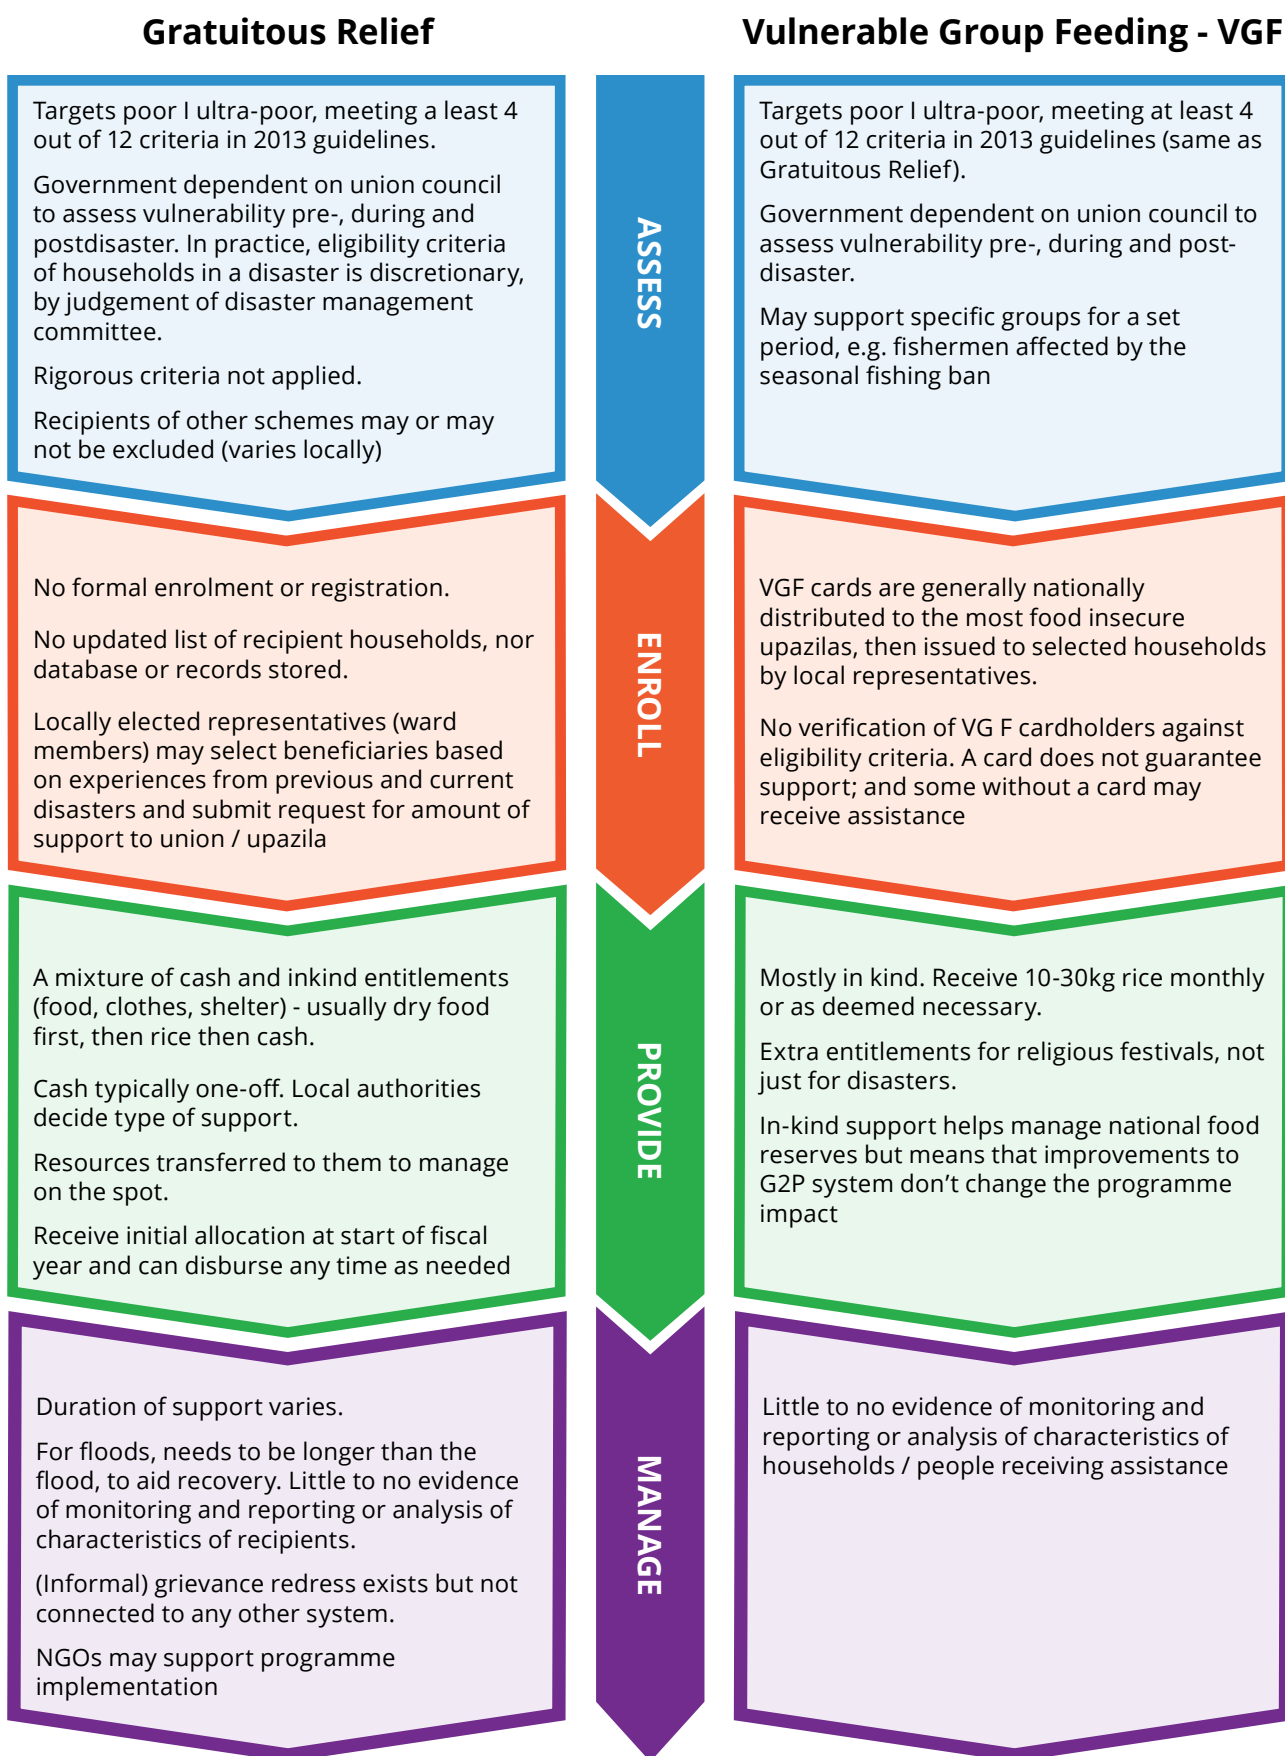 Gratuitous Relief
Vulnerable Group Feeding - VGF
Targets poor I ultra-poor, meeting a least 4
out of 12 criteria in 2013 guidelines.
Government dependent on union council
to assess vulnerability pre-, during and
postdisaster. In practice, eligibility criteria
of households in a disaster is discretionary,
by judgement of disaster management
committee.
Rigorous criteria not applied.
Recipients of other schemes may or may
not be excluded (varies locally)
ASSESS
Targets poor I ultra-poor, meeting at least 4
out of 12 criteria in 2013 guidelines (same as
Gratuitous Relief).
Government dependent on union council to
assess vulnerability pre-, during and post-
disaster.
May support specific groups for a set
period, e.g. fishermen affected by the
seasonal fishing ban
No formal enrolment or registration.
No updated list of recipient households, nor
database or records stored.
Locally elected representatives (ward
members) may select beneficiaries based
on experiences from previous and current
disasters and submit request for amount of
support to union / upazila
ENROLL
VGF cards are generally nationally
distributed to the most food insecure
upazilas, then issued to selected households
by local representatives.
No verification of VG F cardholders against
eligibility criteria. A card does not guarantee
support; and some without a card may
receive assistance
A mixture of cash and inkind entitlements
(food, clothes, shelter) - usually dry food
first, then rice then cash.
Cash typically one-off. Local authorities
decide type of support.
Resources transferred to them to manage
on the spot.
Receive initial allocation at start of fiscal
year and can disburse any time as needed
PROVIDE
Mostly in kind. Receive 10-30kg rice monthly
or as deemed necessary.
Extra entitlements for religious festivals, not
just for disasters.
In-kind support helps manage national food
reserves but means that improvements to
G2P system don’t change the programme
impact
Duration of support varies.
For floods, needs to be longer than the
flood, to aid recovery. Little to no evidence
of monitoring and reporting or analysis of
characteristics of recipients.
(Informal) grievance redress exists but not
connected to any other system.
NGOs may support programme
implementation
MANAGE
Little to no evidence of monitoring and
reporting or analysis of characteristics of
households / people receiving assistance